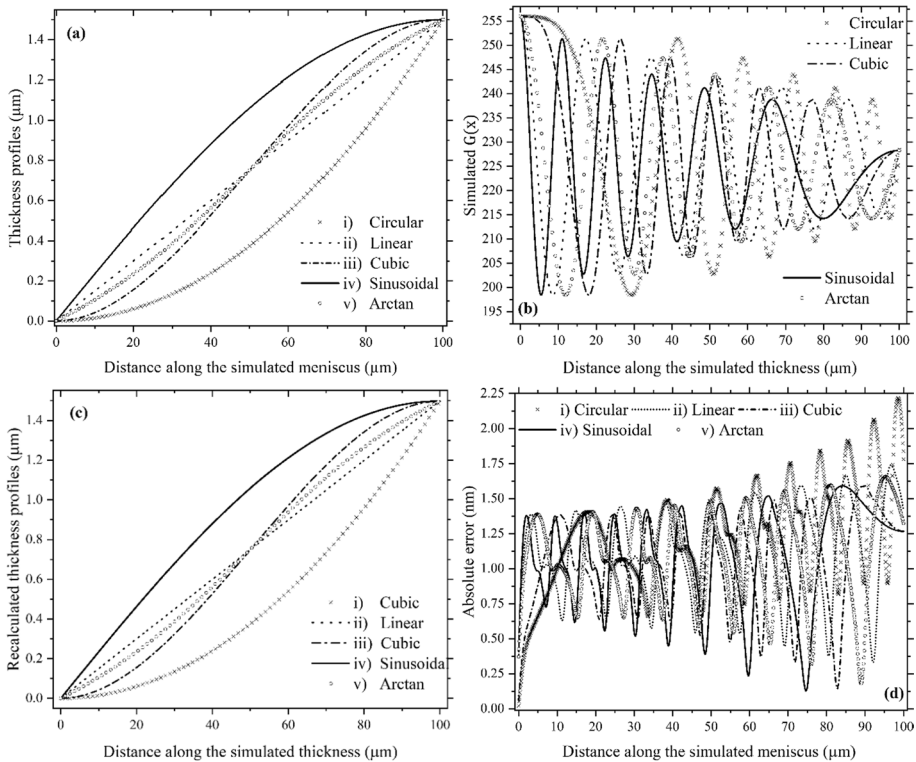 (a)
Thickness profiles (μm)
1.4
1.2
1.0
0.8
0.6
0.4
0.2
0.0
i) Circular
ii) Linear
iii) Cubic
iv) Sinusoidal
v) Arctan
0 20 40 60 80 100
Distance along the simulated meniscus (μm)
Simulated G(x)
255
250
245
240
235
230
225
220
215
210
205
200
195
Circular
Linear
Cubic
Sinusoidal
Arctan
(b)
0 10 20 30 40 50 60 70 80 90 100
Distance along the simulated thickness (μm)
(c)
Recalculated thickness profiles (μm)
1.4
1.2
1.0
0.8
0.6
0.4
0.2
0.0
i) Cubic
ii) Linear
iii) Cubic
iv) Sinusoidal
v) Arctan
0 20 40 60 80 100
Distance along the simulated thickness (μm)
Absolute error (nm)
2.25
2.00
1.75
1.50
1.25
1.00
0.75
0.50
0.25
0.00
i) Circular ii) Linear iii) Cubic
iv) Sinusoidal v) Arctan
(d)
0 10 20 30 40 50 60 70 80 90 100
Distance along the simulated meniscus (μm)